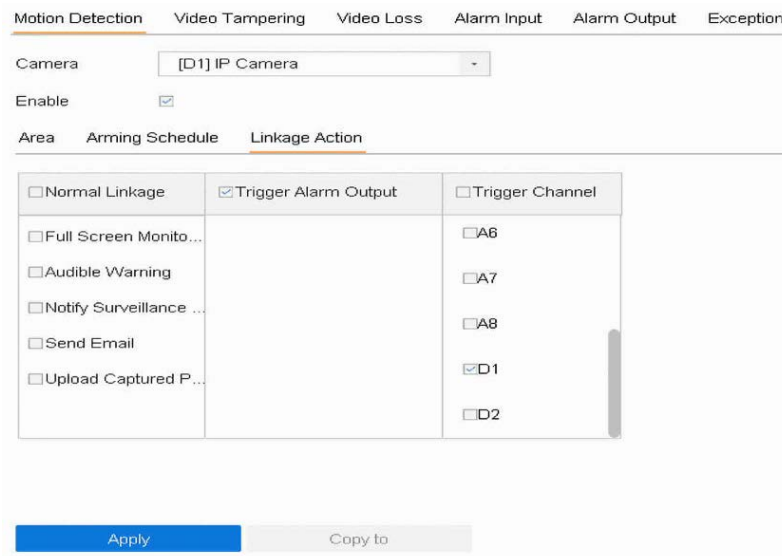 Motion Detection Video Tampering Video Loss Alarm Input Alarm Output Exception
Camera [D1] IP Camera
Enable
Area Arming Schedule Linkage Action
Normal Linkage Trigger Alarm Output Trigger Channel
Full Screen Monito...
Audible Warning
Notify Surveillance ...
Send Email
Upload Captured P...
A6
A7
A8
D1
D2
Apply Copy to